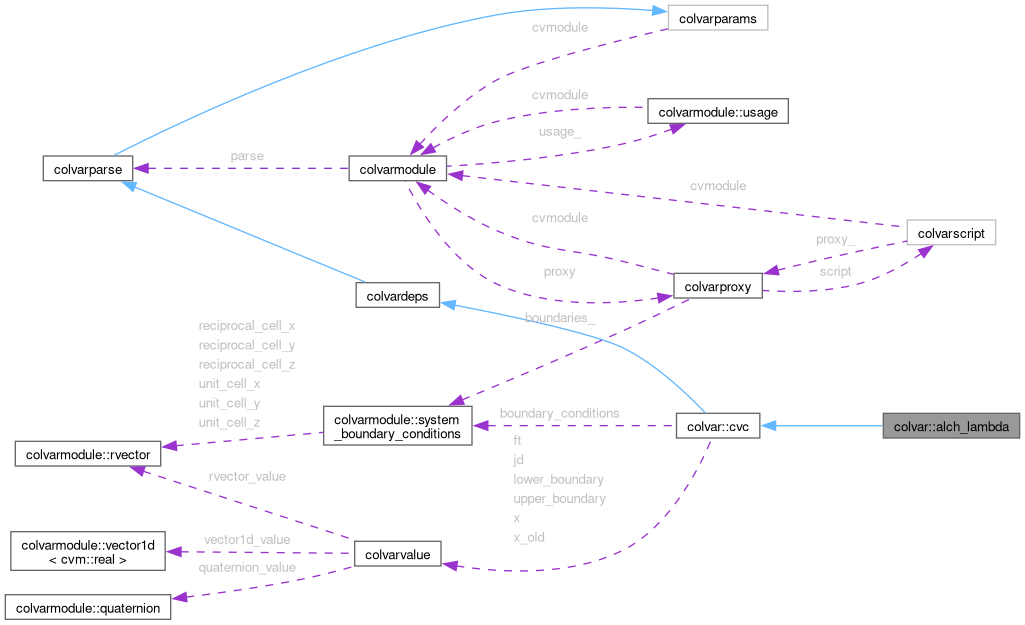 colvarparams
cvmodule
cvmodule
colvarmodule::usage
usage_
parse
colvarparse
colvarmodule
cvmodule
cvmodule
colvarscript
proxy_
proxy
script
colvarproxy
colvardeps
boundaries_
reciprocal_cell_x
reciprocal_cell_y
reciprocal_cell_z
unit_cell_x
unit_cell_y
unit_cell_z
colvarmodule::system
_boundary_conditions
boundary_conditions
colvar::cvc
colvar::alch_lambda
ft
jd
lower_boundary
upper_boundary
x
x_old
colvarmodule::rvector
rvector_value
colvarmodule::vector1d
< cvm::real >
vector1d_value
colvarvalue
quaternion_value
colvarmodule::quaternion